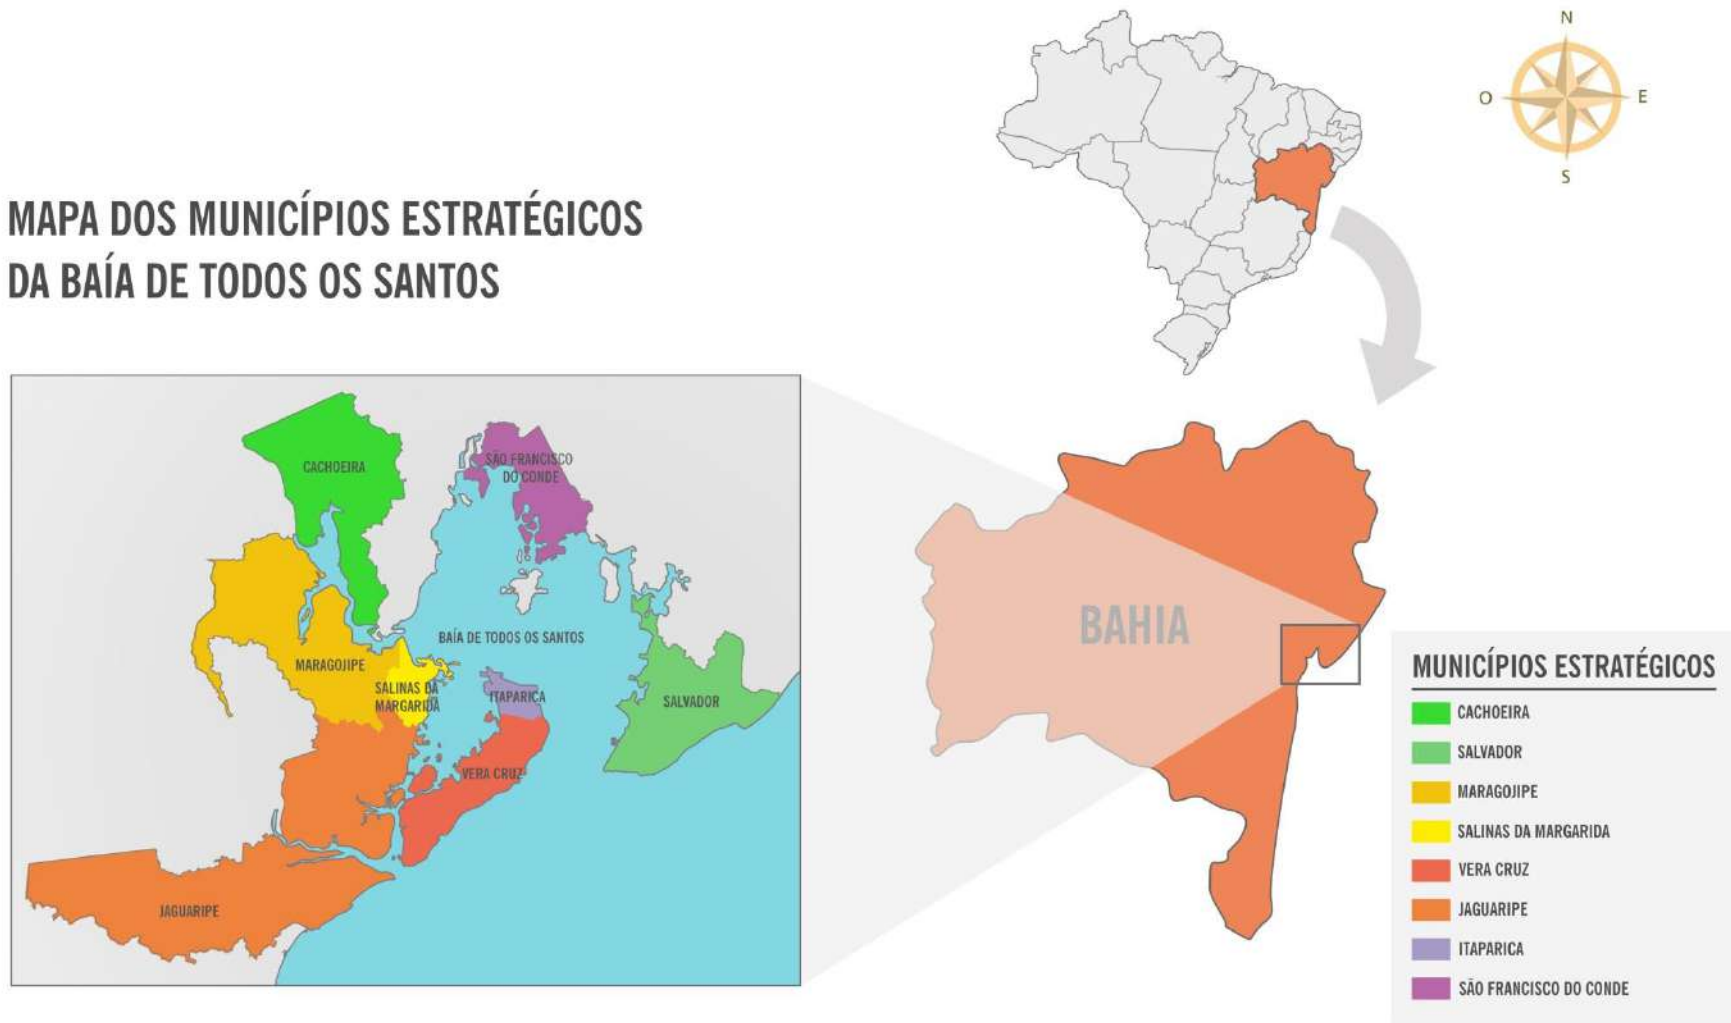 N
O
E
S
MAPA DOS MUNICÍPIOS ESTRATÉGICOS
DA BAÍA DE TODOS OS SANTOS
CACHOEIRA
SÃO FRANCISCO
DO CONDE
BAÍA DE TODOS OS SANTOS
MARAGOJIPE
SALINAS DA
MARGARIDA
ITAPARICA
SALVADOR
VERA CRUZ
JAGUARIPE
BAHIA
MUNICÍPIOS ESTRATÉGICOS
CACHOEIRA
SALVADOR
MARAGOJIPE
SALINAS DA MARGARIDA
VERA CRUZ
JAGUARIPE
ITAPARICA
SÃO FRANCISCO DO CONDE